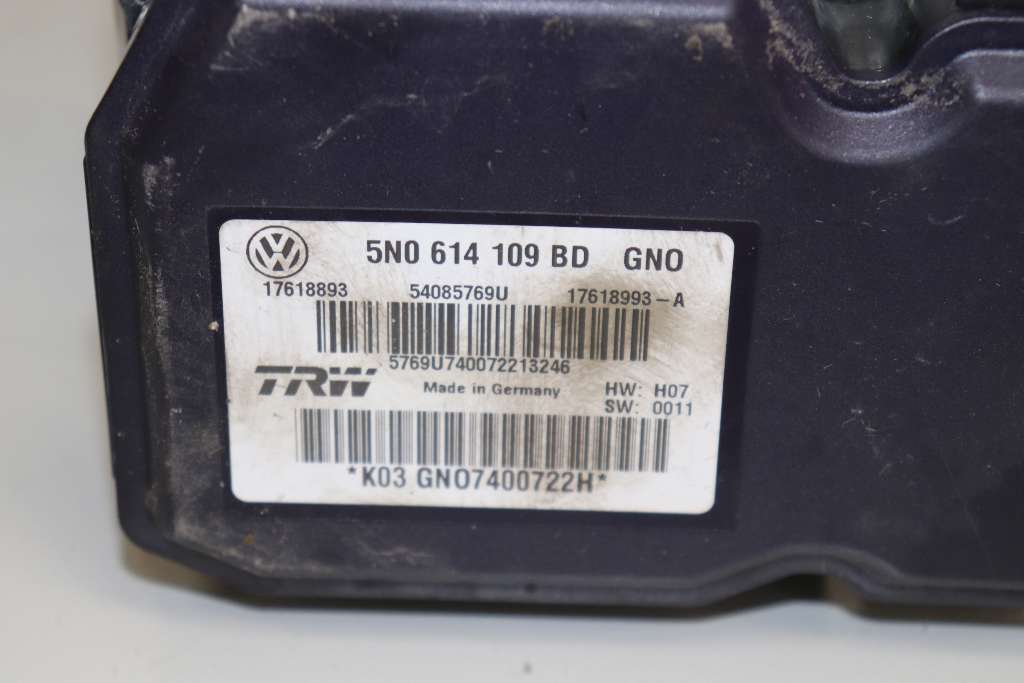 5N0 614 109 BD GNO
17618893 54085769U 17618993-A
5769U740072213246
TRW Made in Germany HW: H07
SW: 0011
*K03 GNO7400722H*